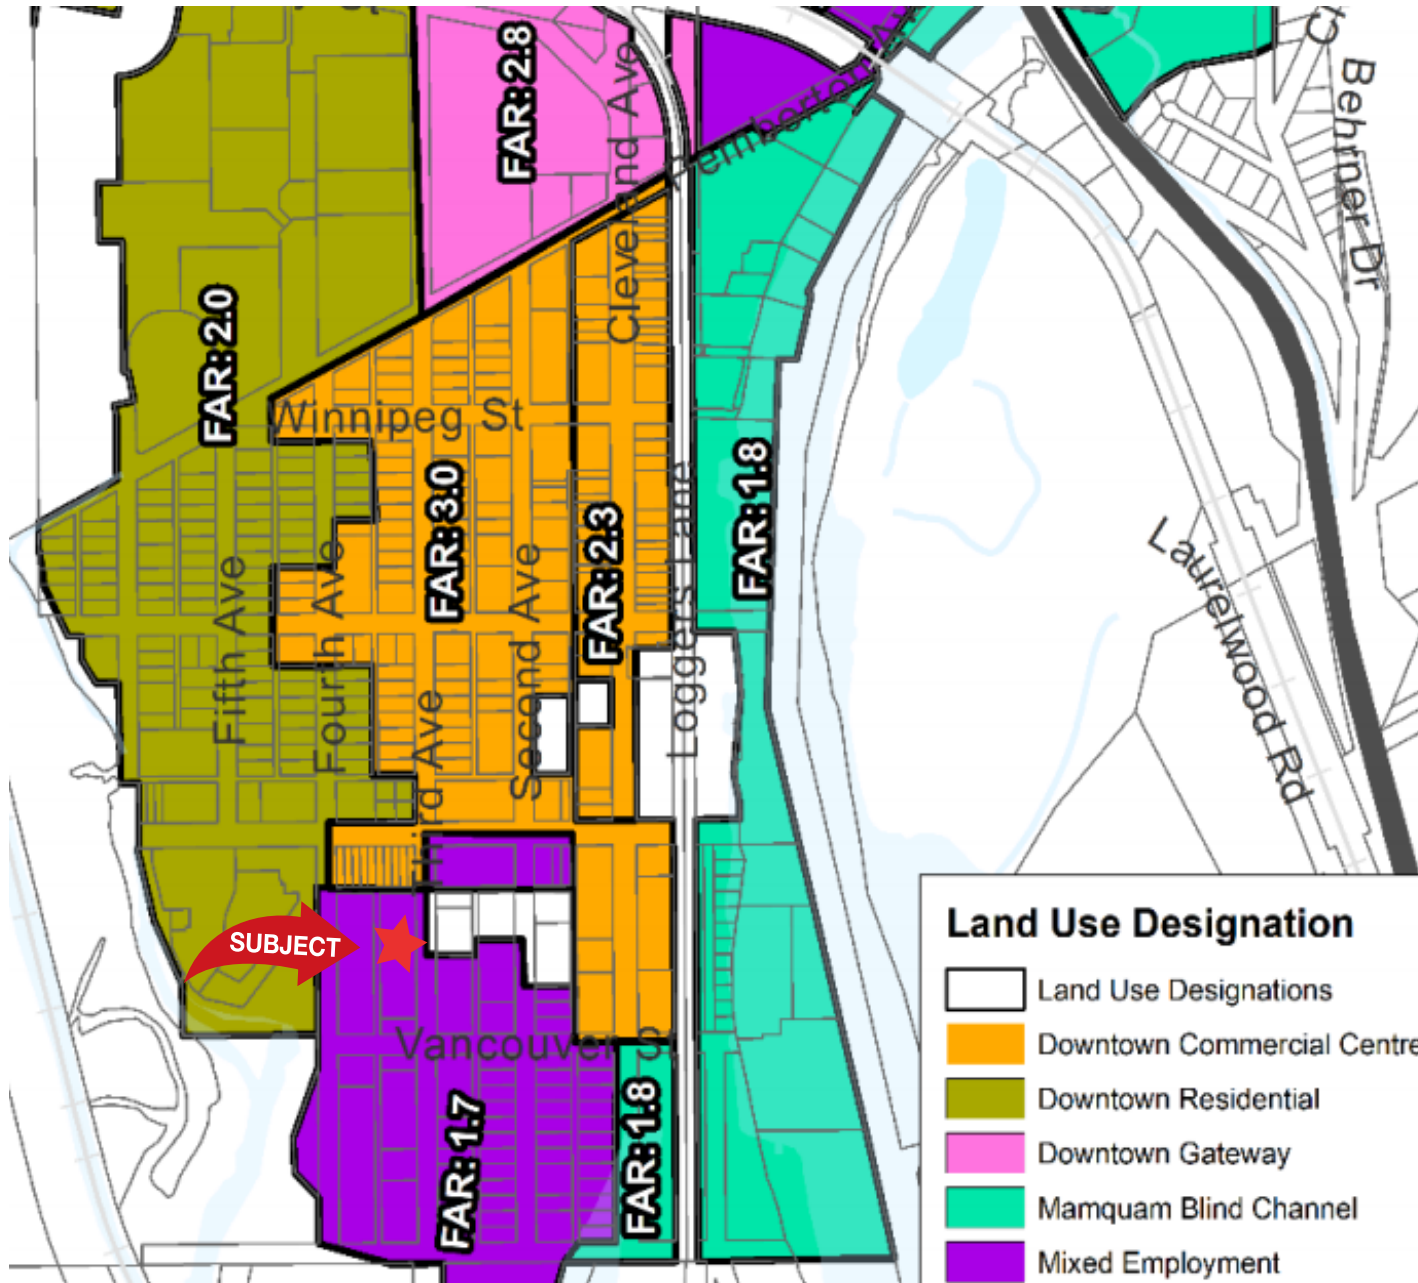 FAR: 2.8
Cleveland Ave
Pemberton
Behrner Dr
FAR: 2.0
Winnipeg St
FAR: 3.0
FAR: 2.3
FAR: 1.8
Fifth Ave
Fourth Ave
Third Ave
Second Ave
Loggers Lane
Laurelwood Rd
SUBJECT
Vancouver St
FAR: 1.7
FAR: 1.8
Land Use Designation
Land Use Designations
Downtown Commercial Centre
Downtown Residential
Downtown Gateway
Mamquam Blind Channel
Mixed Employment